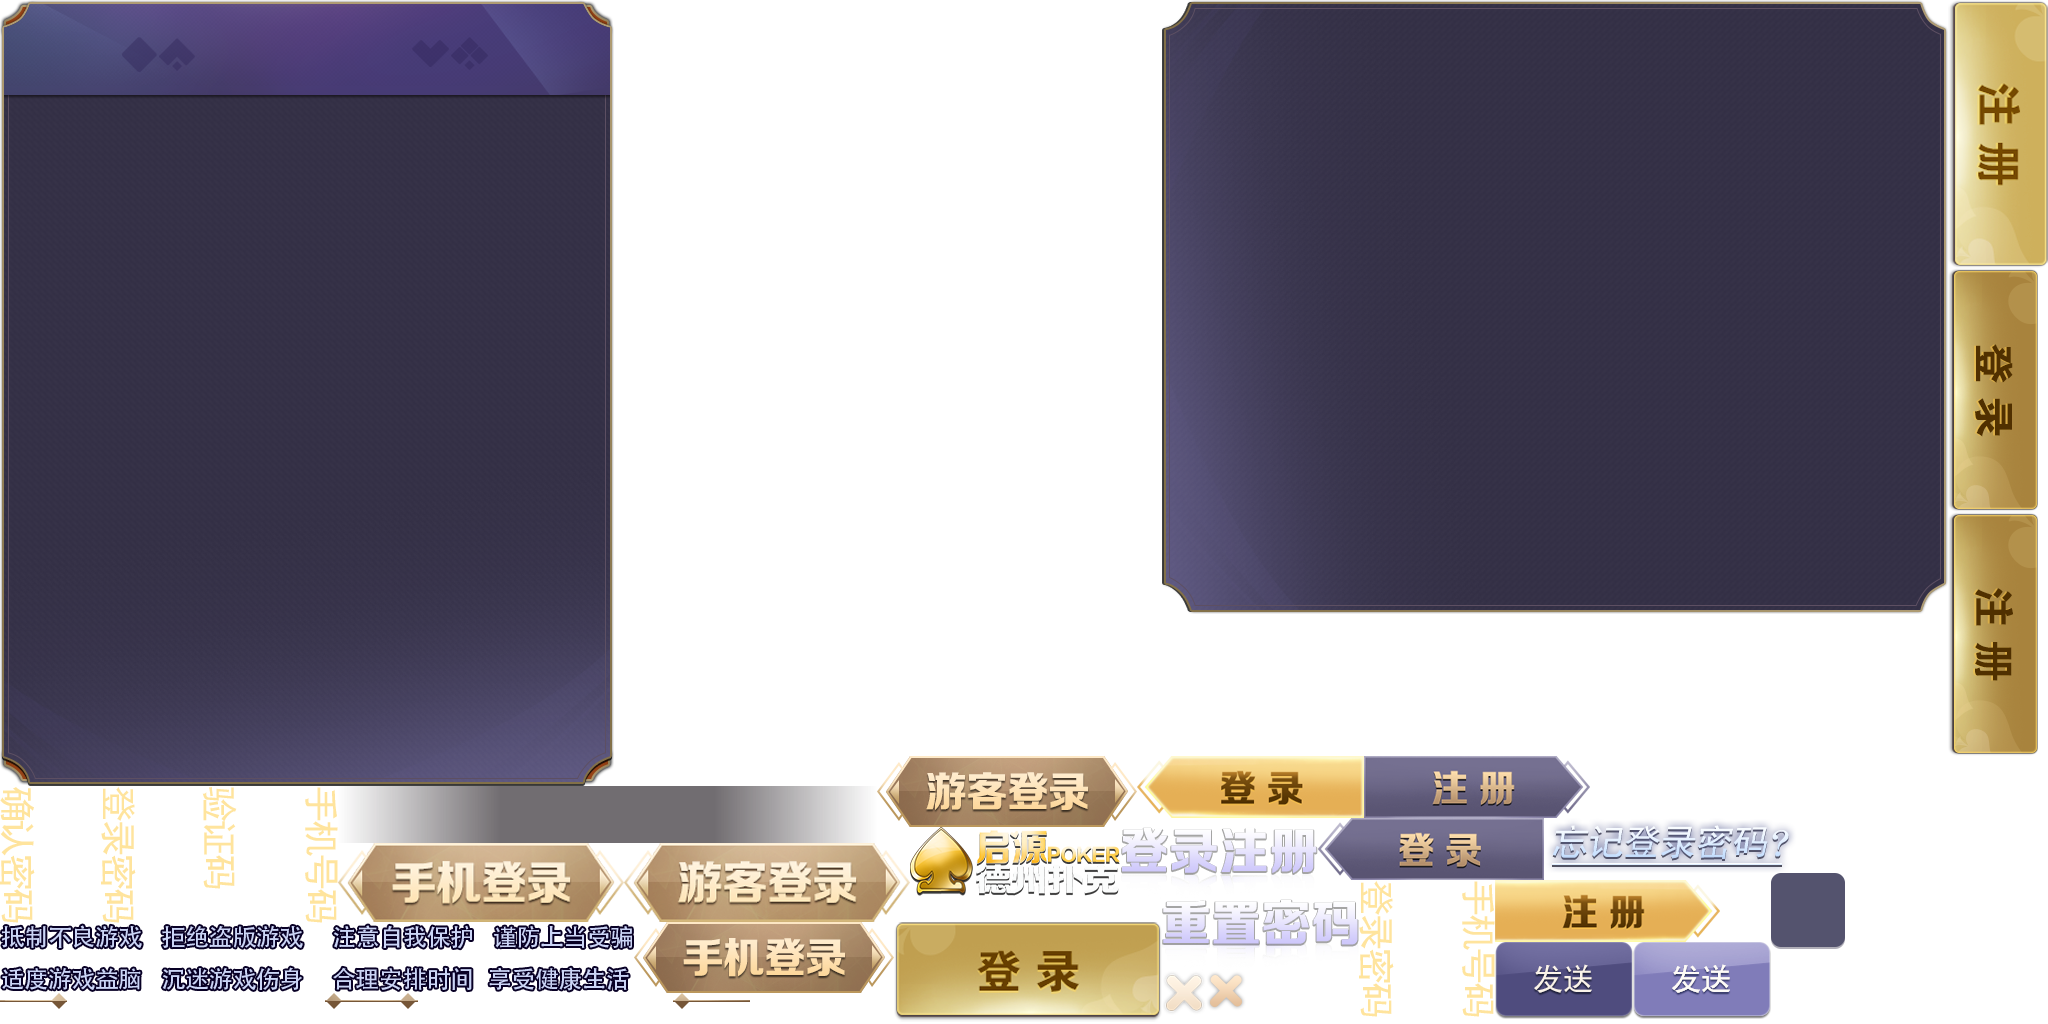 注 册
登 录
注 册
游客登录
登 录
注 册
启源POKER
德州扑克
登录注册
登 录
忘记登录密码?
确认密码
登录密码
验证码
手机号码
手机登录
游客登录
重置密码
登录密码
手机号码
注 册
抵制不良游戏 拒绝盗版游戏 注意自我保护 谨防上当受骗
适度游戏益脑 沉迷游戏伤身 合理安排时间 享受健康生活
手机登录
登 录
发送
发送